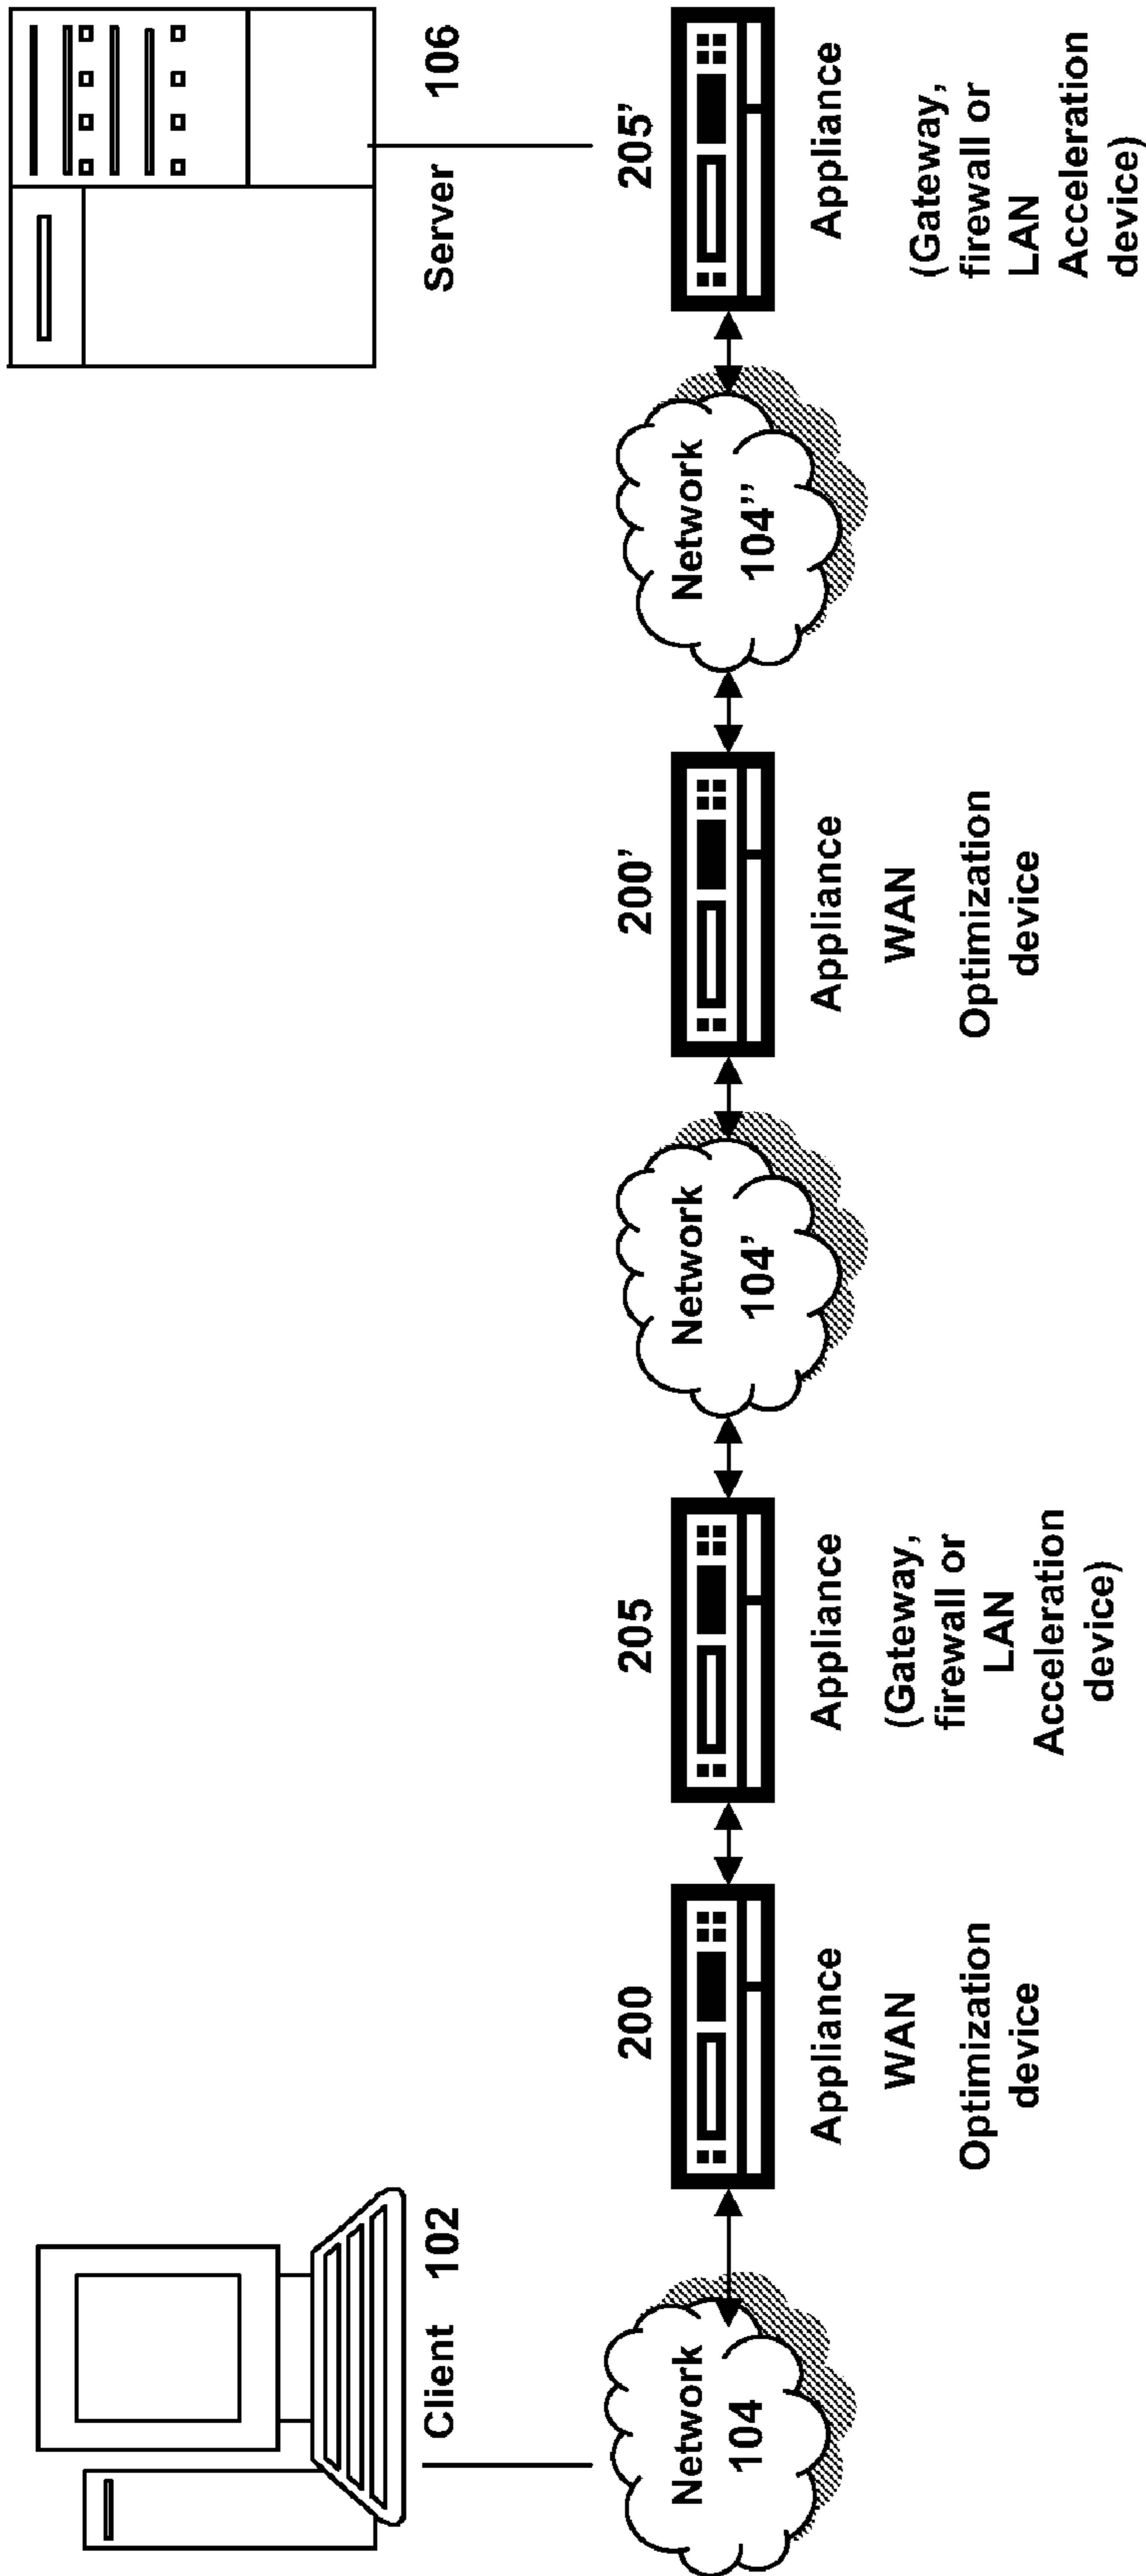 Client 102
Server 106
Network
104
200
Appliance
WAN
Optimization
device
205
Appliance
(Gateway,
firewall or
LAN
Acceleration
device)
Network
104'
200'
Appliance
WAN
Optimization
device
Network
104''
205'
Appliance
(Gateway,
firewall or
LAN
Acceleration
device)